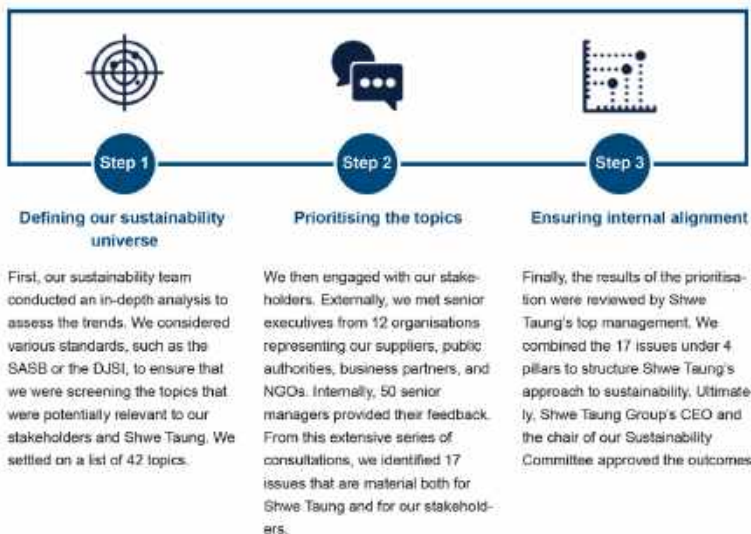 Step 1
Step 2
Step 3
Defining our sustainability
universe
First, our sustainability team
conducted an in-depth analysis to
assess the trends. We considered
various standards, such as the
SASB or the DJSI, to ensure that
we were screening the topics that
were potentially relevant to our
stakeholders and Shwe Taung. We
settled on a list of 42 topics.
Prioritising the topics
We then engaged with our stake-
holders. Externally, we met senior
executives from 12 organisations
representing our suppliers, public
authorities, business partners, and
NGOs. Internally, 50 senior
managers provided their feedback.
From this extensive series of
consultations, we identified 17
issues that are material both for
Shwe Taung and for our stakehold-
ers.
Ensuring internal alignment
Finally, the results of the prioritisa-
tion were reviewed by Shwe
Taung's top management. We
combined the 17 issues under 4
pillars to structure Shwe Taung's
approach to sustainability. Ultimate
ly, Shwe Taung Group's CEO and
the chair of our Sustainability
Committee approved the outcomes